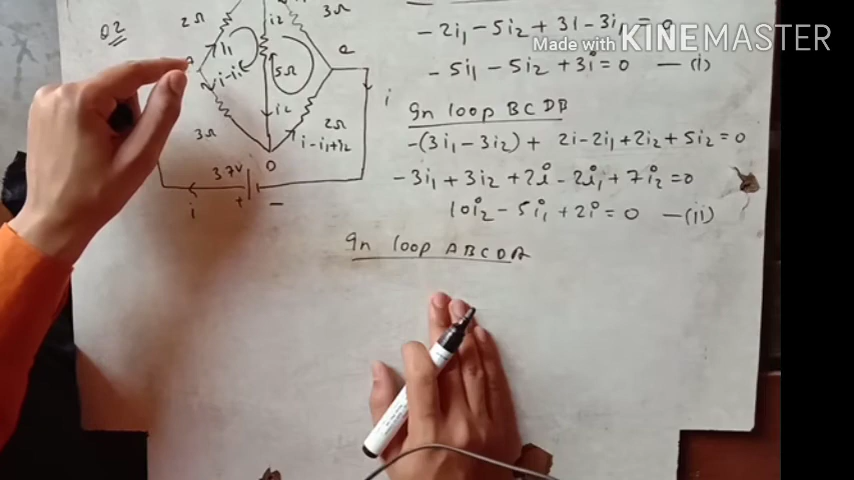 Q2
2Ω
i2
3Ω
I1
i-i1
5Ω
C
i
i2
3Ω
2Ω
i-i1+i2
D
3.7V
+ -
i
-2i1 - 5i2 + 3i - 3i1 = 0
-5i1 - 5i2 + 3i = 0 —(i)
In loop BCDB
-(3i1 - 3i2) + 2i - 2i1 + 2i2 + 5i2 = 0
-3i1 + 3i2 + 2i - 2i1 + 7i2 = 0
10i2 - 5i1 + 2i = 0 —(ii)
In loop ABCDA
Made with KINEMASTER